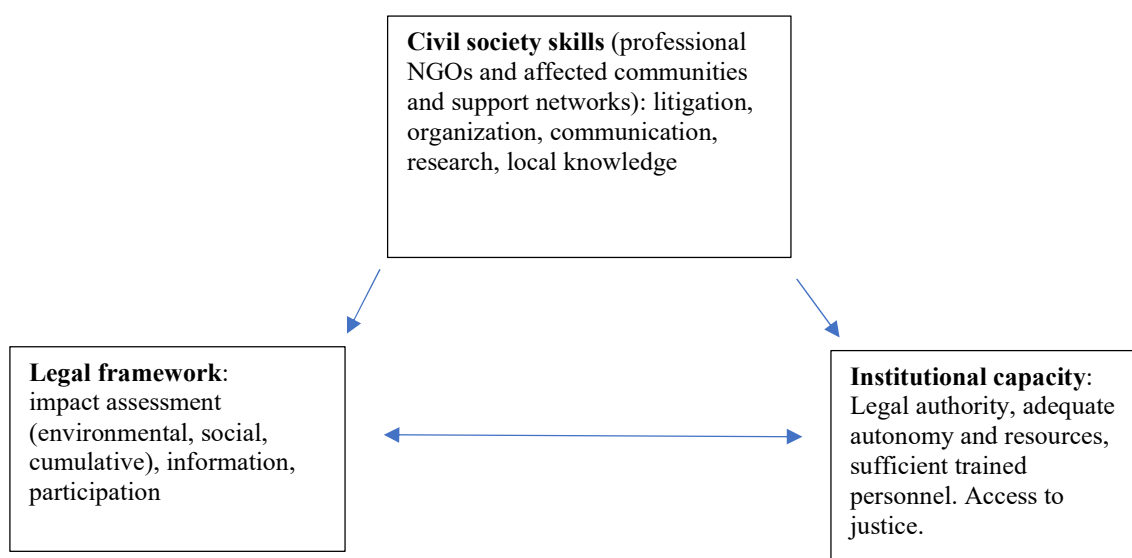 Civil society skills (professional
NGOs and affected communities
and support networks): litigation,
organization, communication,
research, local knowledge
Legal framework:
impact assessment
(environmental, social,
cumulative), information,
participation
Institutional capacity:
Legal authority, adequate
autonomy and resources,
sufficient trained
personnel. Access to
justice.